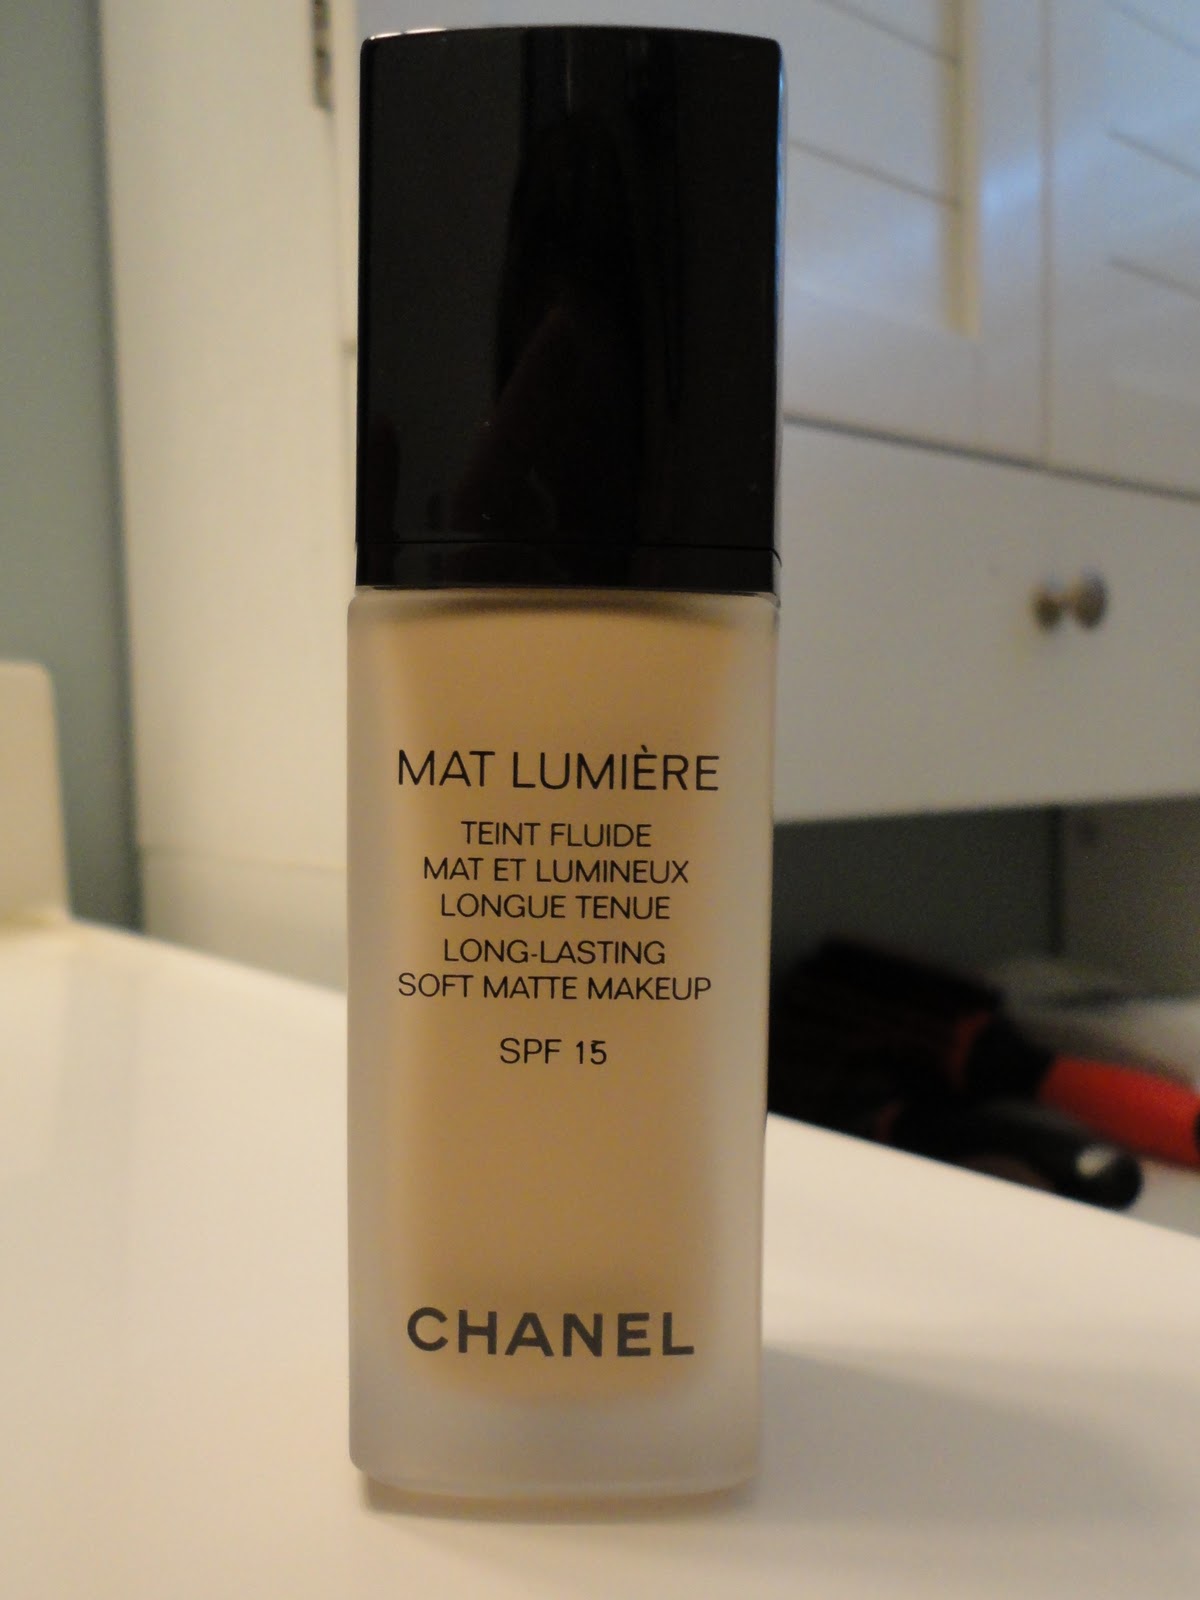 MAT LUMIÈRE
TEINT FLUIDE
MAT ET LUMINEUX
LONGUE TENUE
LONG-LASTING
SOFT MATTE MAKEUP
SPF 15
CHANEL